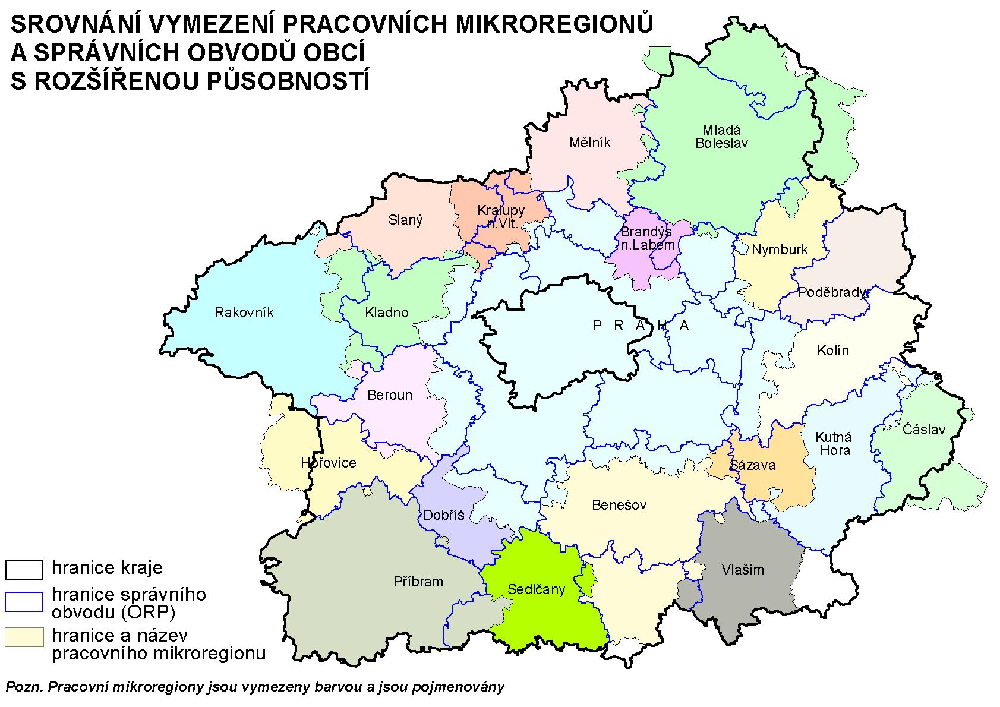 SROVNÁNÍ VYMEZENÍ PRACOVNÍCH MIKROREGIONŮ
A SPRÁVNÍCH OBVODŮ OBCÍ
S ROZŠÍŘENOU PŮSOBNOSTÍ
Mladá
Boleslav
Mělník
Kralupy
n.Vlt.
Slaný
Brandýs
n.Labem
Nymburk
Poděbrady
Rakovník
Kladno
P R A H A
Kolín
Beroun
Čáslav
Kutná
Hora
Hořovice
Sázava
Benešov
Dobříš
Vlašim
Příbram
Sedlčany
hranice kraje
hranice správního
obvodu (ORP)
hranice a název
pracovního mikroregionu
Pozn. Pracovní mikroregiony jsou vymezeny barvou a jsou pojmenovány